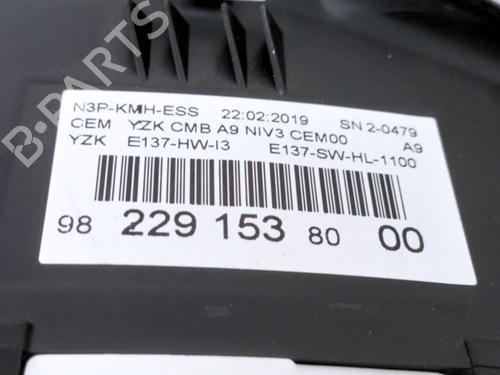 B-PARTS
N3P-KMH-ESS 22:02:2019 SN 2-0479
CEM YZK CMB A9 NIV3 CEM00 A9
YZK E137-HW-I3 E137-SW-HL-1100
98 229 153 80 00